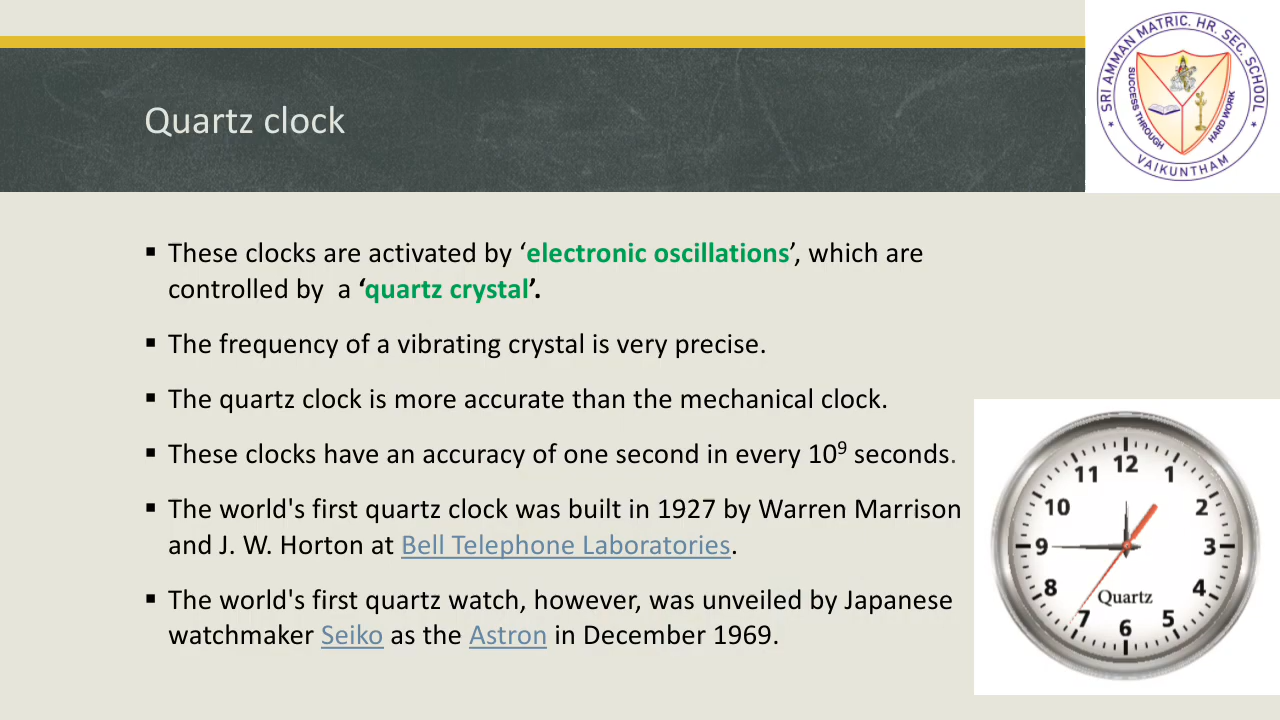 Quartz clock
SRI AMMAN MATRIC. HR. SEC. SCHOOL
SUCCESS THROUGH
HARD WORK
VAIKUNTHAM
▪ These clocks are activated by ‘electronic oscillations’, which are
controlled by a ‘quartz crystal’.
▪ The frequency of a vibrating crystal is very precise.
▪ The quartz clock is more accurate than the mechanical clock.
▪ These clocks have an accuracy of one second in every 10⁹ seconds.
▪ The world's first quartz clock was built in 1927 by Warren Marrison
and J. W. Horton at Bell Telephone Laboratories.
▪ The world's first quartz watch, however, was unveiled by Japanese
watchmaker Seiko as the Astron in December 1969.
12
11 1
10 2
9 3
8 4
Quartz
7 5
6